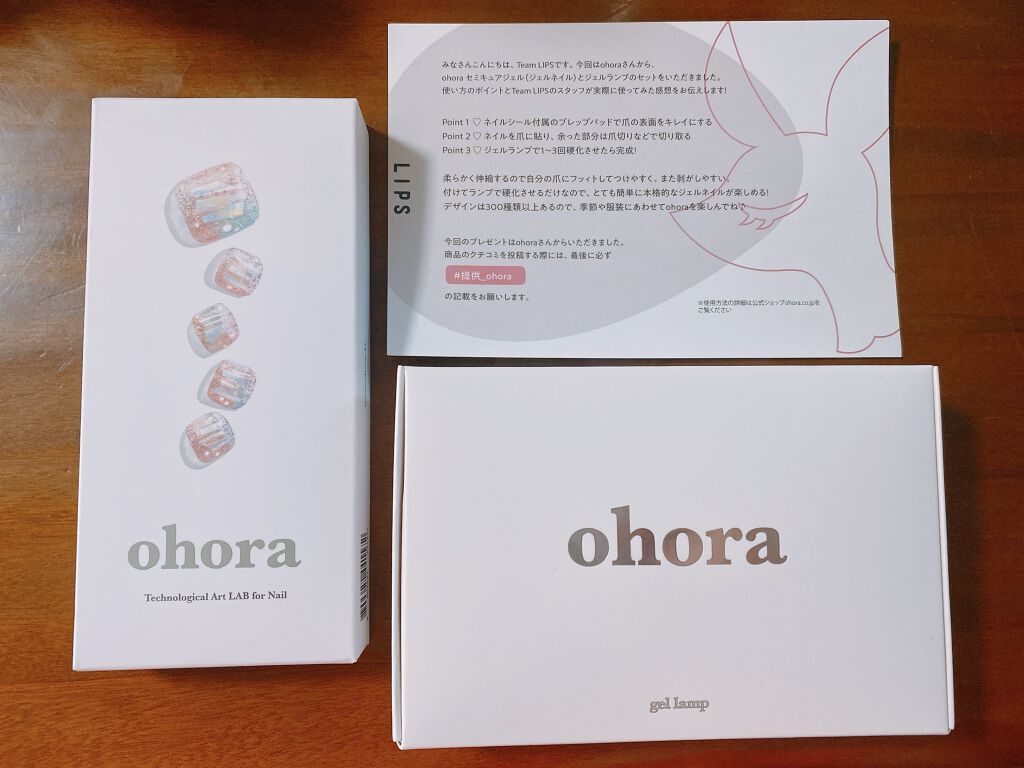 みなさんこんにちは、Team LIPSです。今回はohoraさんから、
ohora セミキュアジェル(ジェルネイル)とジェルランプのセットをいただきました。
使い方のポイントとTeam LIPSのスタッフが実際に使ってみた感想をお伝えします!
Point 1 ♡ ネイルシール付属のプレップパッドで爪の表面をキレイにする
Point 2 ♡ ネイルを爪に貼り、余った部分は爪切りなどで切り取る
Point 3 ♡ ジェルランプで1~3回硬化させたら完成!
柔らかく伸縮するので自分の爪にフィットしてつけやすく、また剥がしやすい。
付けてランプで硬化させるだけなので、とても簡単に本格的なジェルネイルが楽しめる!
デザインは300種類以上あるので、季節や服装にあわせてohoraを楽しんでね♪
今回のプレゼントはohoraさんからいただきました。
商品のクチコミを投稿する際には、最後に必ず
#提供_ohora
の記載をお願いします。
※使用方法の詳細は公式ショップohora.co.jpを
ご覧ください
LIPS
ohora
Technological Art LAB for Nail
ohora
gel lamp